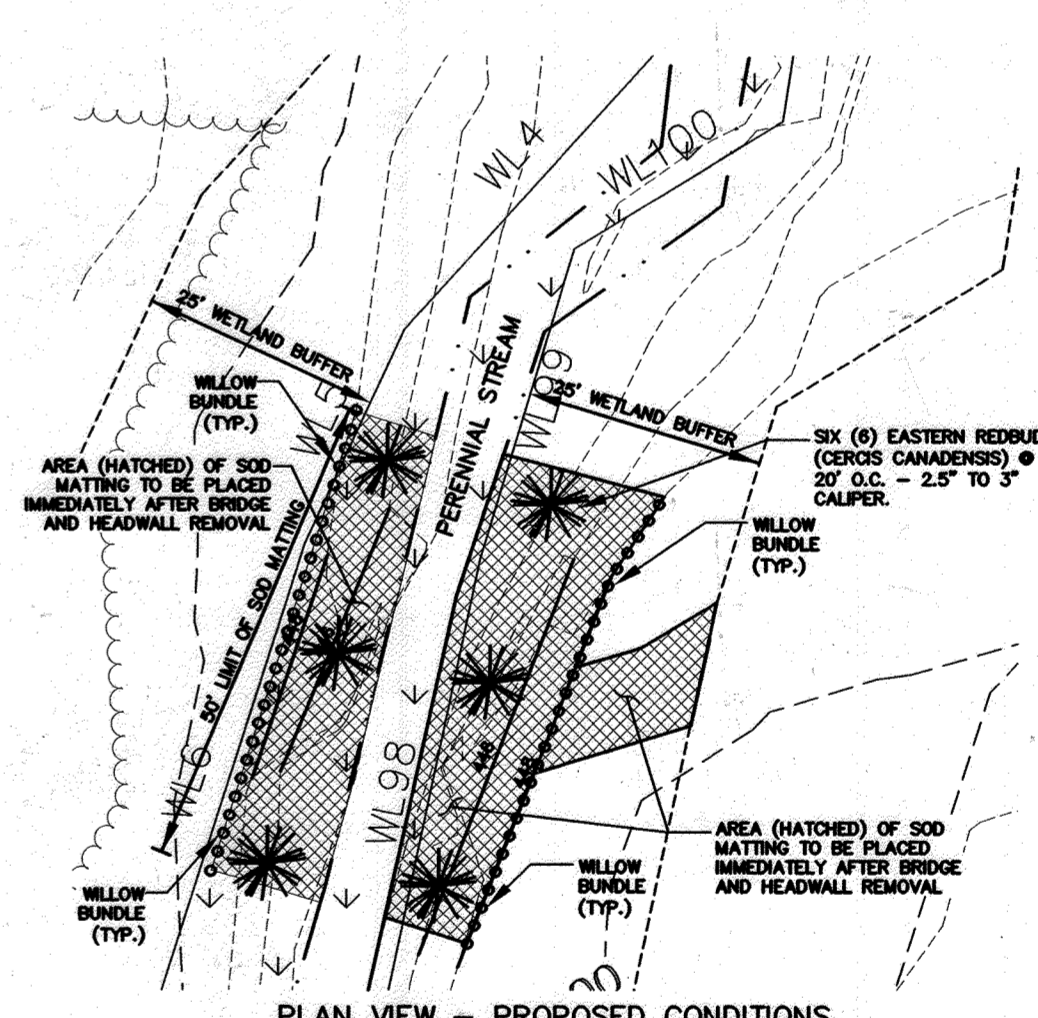 WL4
WL100
25' WETLAND BUFFER
PERENNIAL STREAM
WL99
25' WETLAND BUFFER
WILLOW
BUNDLE
(TYP.)
SIX (6) EASTERN REDBUD
(CERCIS CANADENSIS) @
20' O.C. – 2.5" TO 3"
CALIPER.
AREA (HATCHED) OF SOD
MATTING TO BE PLACED
IMMEDIATELY AFTER BRIDGE
AND HEADWALL REMOVAL
WILLOW
BUNDLE
(TYP.)
50' LIMIT OF SOD MATTING
WL6
WL98
446
AREA (HATCHED) OF SOD
MATTING TO BE PLACED
IMMEDIATELY AFTER BRIDGE
AND HEADWALL REMOVAL
WILLOW
BUNDLE
(TYP.)
WILLOW
BUNDLE
(TYP.)
PLAN VIEW – PROPOSED CONDITIONS